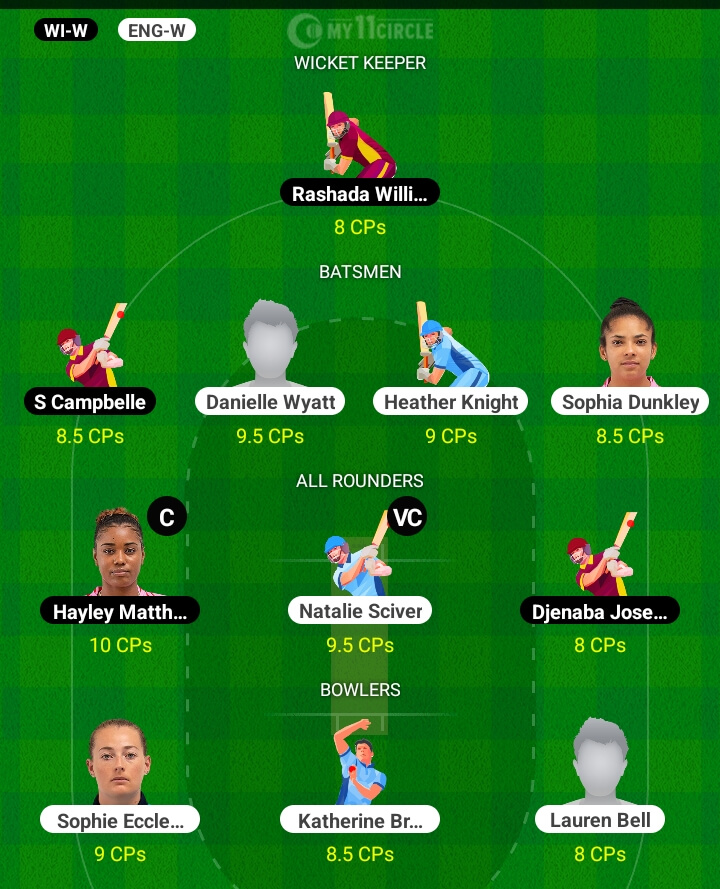 WI-W ENG-W MY11CIRCLE
WICKET KEEPER
Rashada Willi...
8 CPs
BATSMEN
S Campbelle Danielle Wyatt Heather Knight Sophia Dunkley
8.5 CPs 9.5 CPs 9 CPs 8.5 CPs
ALL ROUNDERS
C VC
Hayley Matth... Natalie Sciver Djenaba Jose...
10 CPs 9.5 CPs 8 CPs
BOWLERS
Sophie Eccle... Katherine Br... Lauren Bell
9 CPs 8.5 CPs 8 CPs